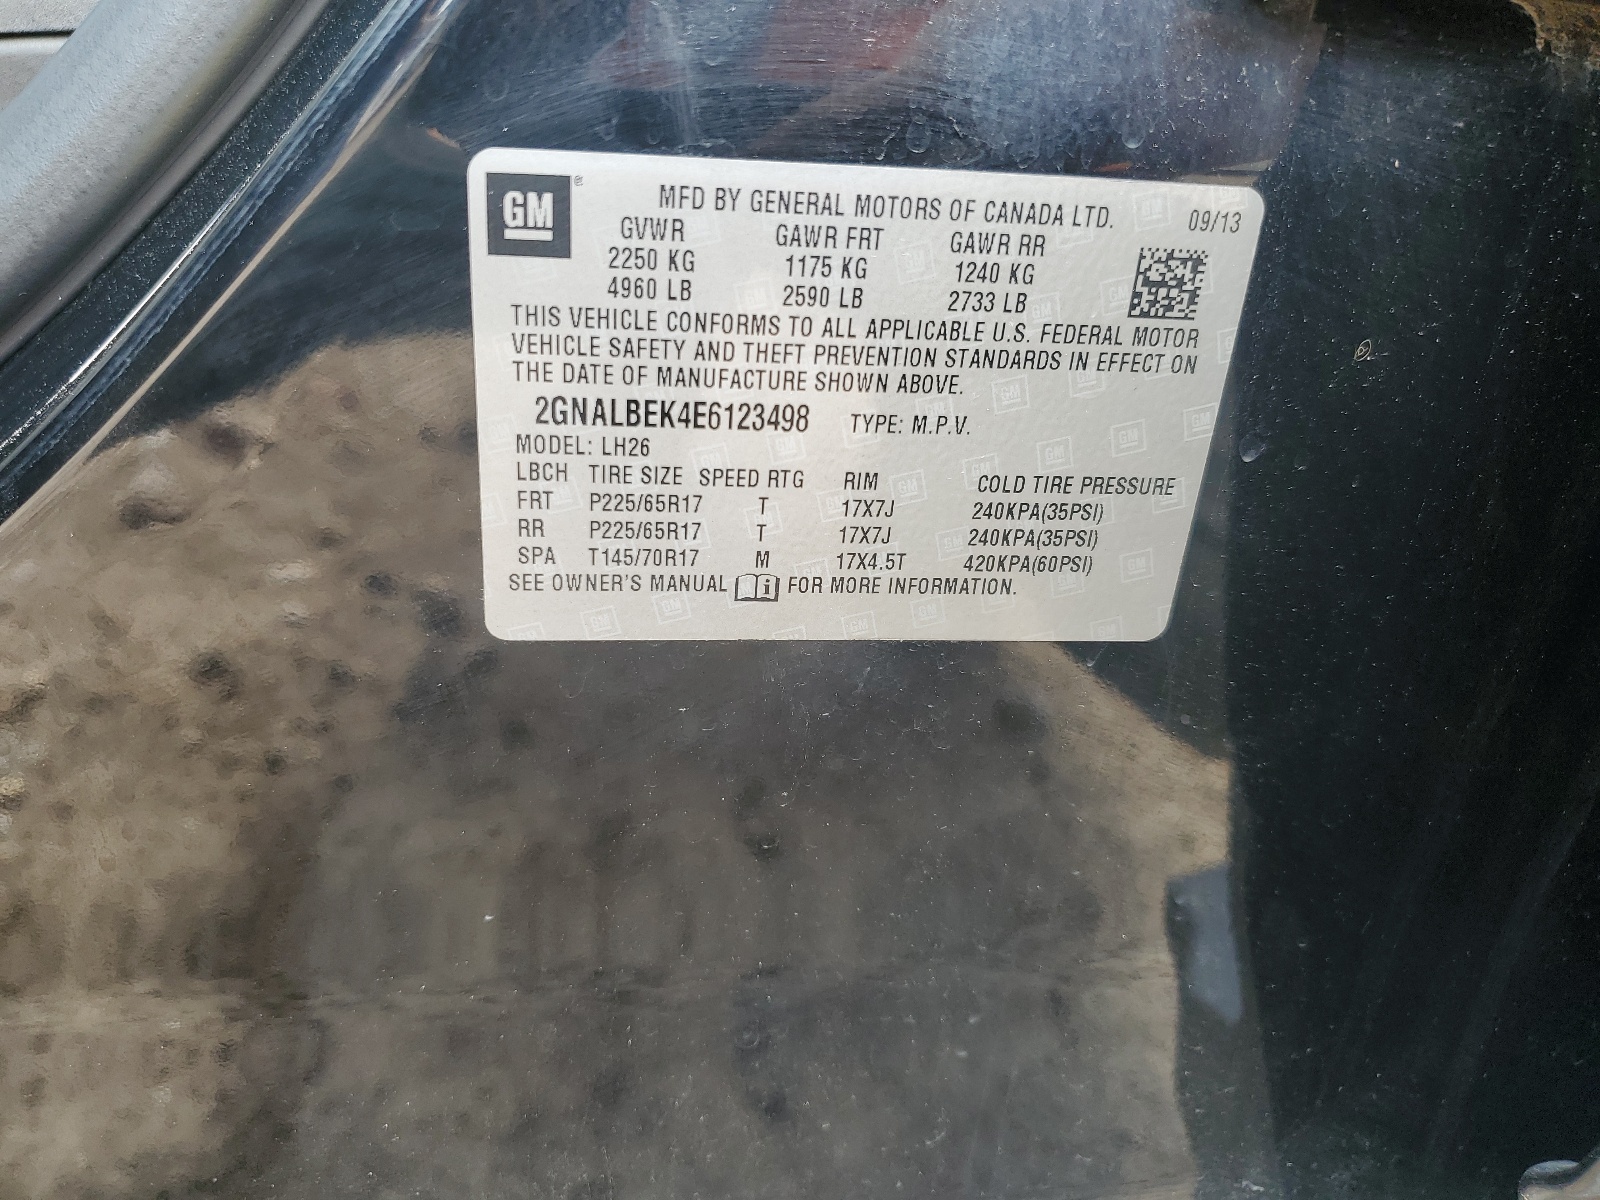 GM
MFD BY GENERAL MOTORS OF CANADA LTD. 09/13
GVWR GAWR FRT GAWR RR
2250 KG 1175 KG 1240 KG
4960 LB 2590 LB 2733 LB
THIS VEHICLE CONFORMS TO ALL APPLICABLE U.S. FEDERAL MOTOR
VEHICLE SAFETY AND THEFT PREVENTION STANDARDS IN EFFECT ON
THE DATE OF MANUFACTURE SHOWN ABOVE.
2GNALBEK4E6123498 TYPE: M.P.V.
MODEL: LH26
LBCH TIRE SIZE SPEED RTG RIM COLD TIRE PRESSURE
FRT P225/65R17 T 17X7J 240KPA(35PSI)
RR P225/65R17 T 17X7J 240KPA(35PSI)
SPA T145/70R17 M 17X4.5T 420KPA(60PSI)
SEE OWNER'S MANUAL FOR MORE INFORMATION.